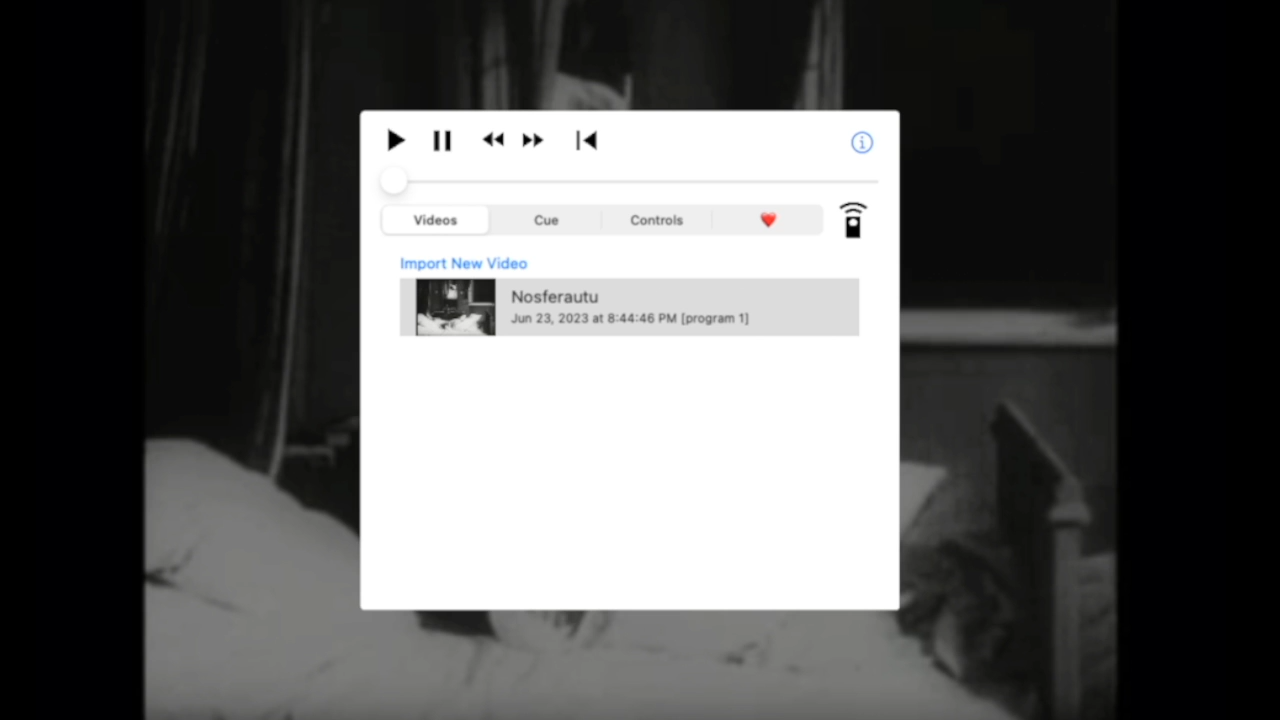 Videos
Cue
Controls
Import New Video
Nosferautu
Jun 23, 2023 at 8:44:46 PM [program 1]